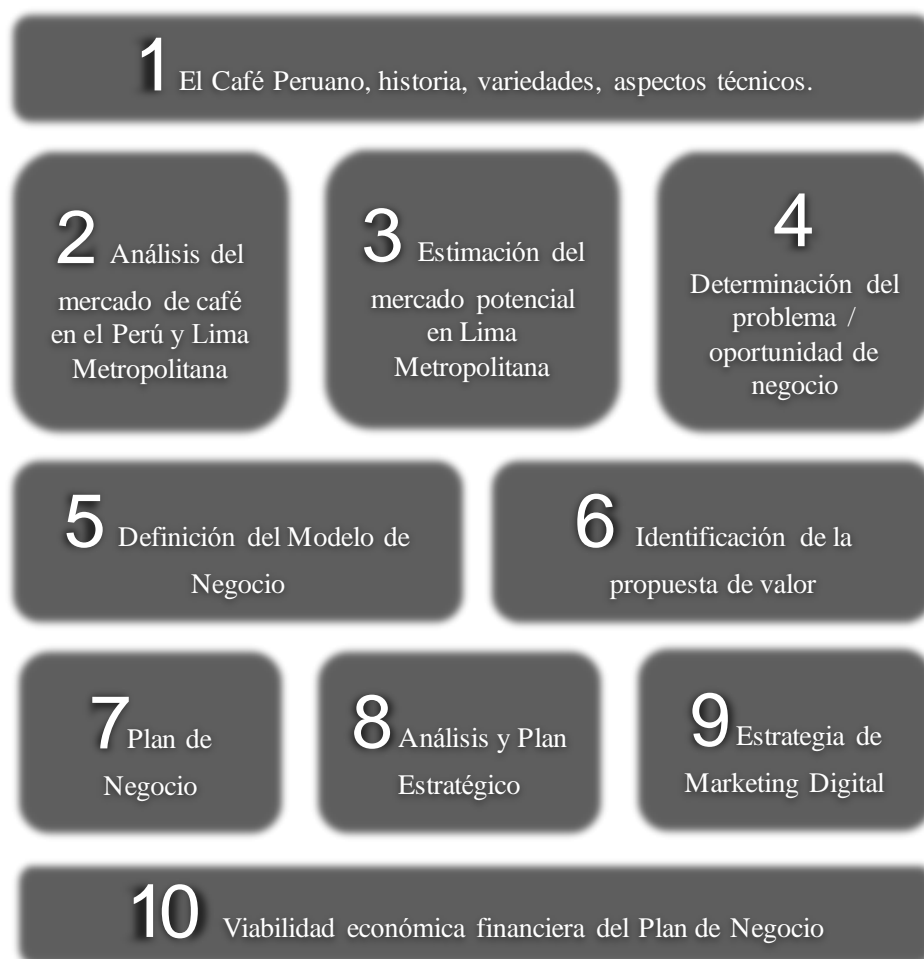 1 El Café Peruano, historia, variedades, aspectos técnicos.
2 Análisis del
mercado de café
en el Perú y Lima
Metropolitana
3 Estimación del
mercado potencial
en Lima
Metropolitana
4
Determinación del
problema /
oportunidad de
negocio
5 Definición del Modelo de
Negocio
6 Identificación de la
propuesta de valor
7 Plan de
Negocio
8 Análisis y Plan
Estratégico
9 Estrategia de
Marketing Digital
10 Viabilidad económica financiera del Plan de Negocio